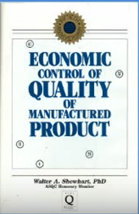 ECONOMIC
CONTROL OF
QUALITY
OF
MANUFACTURED
PRODUCT
Walter A. Shewhart, PhD
ASQC Honorary Member
Q